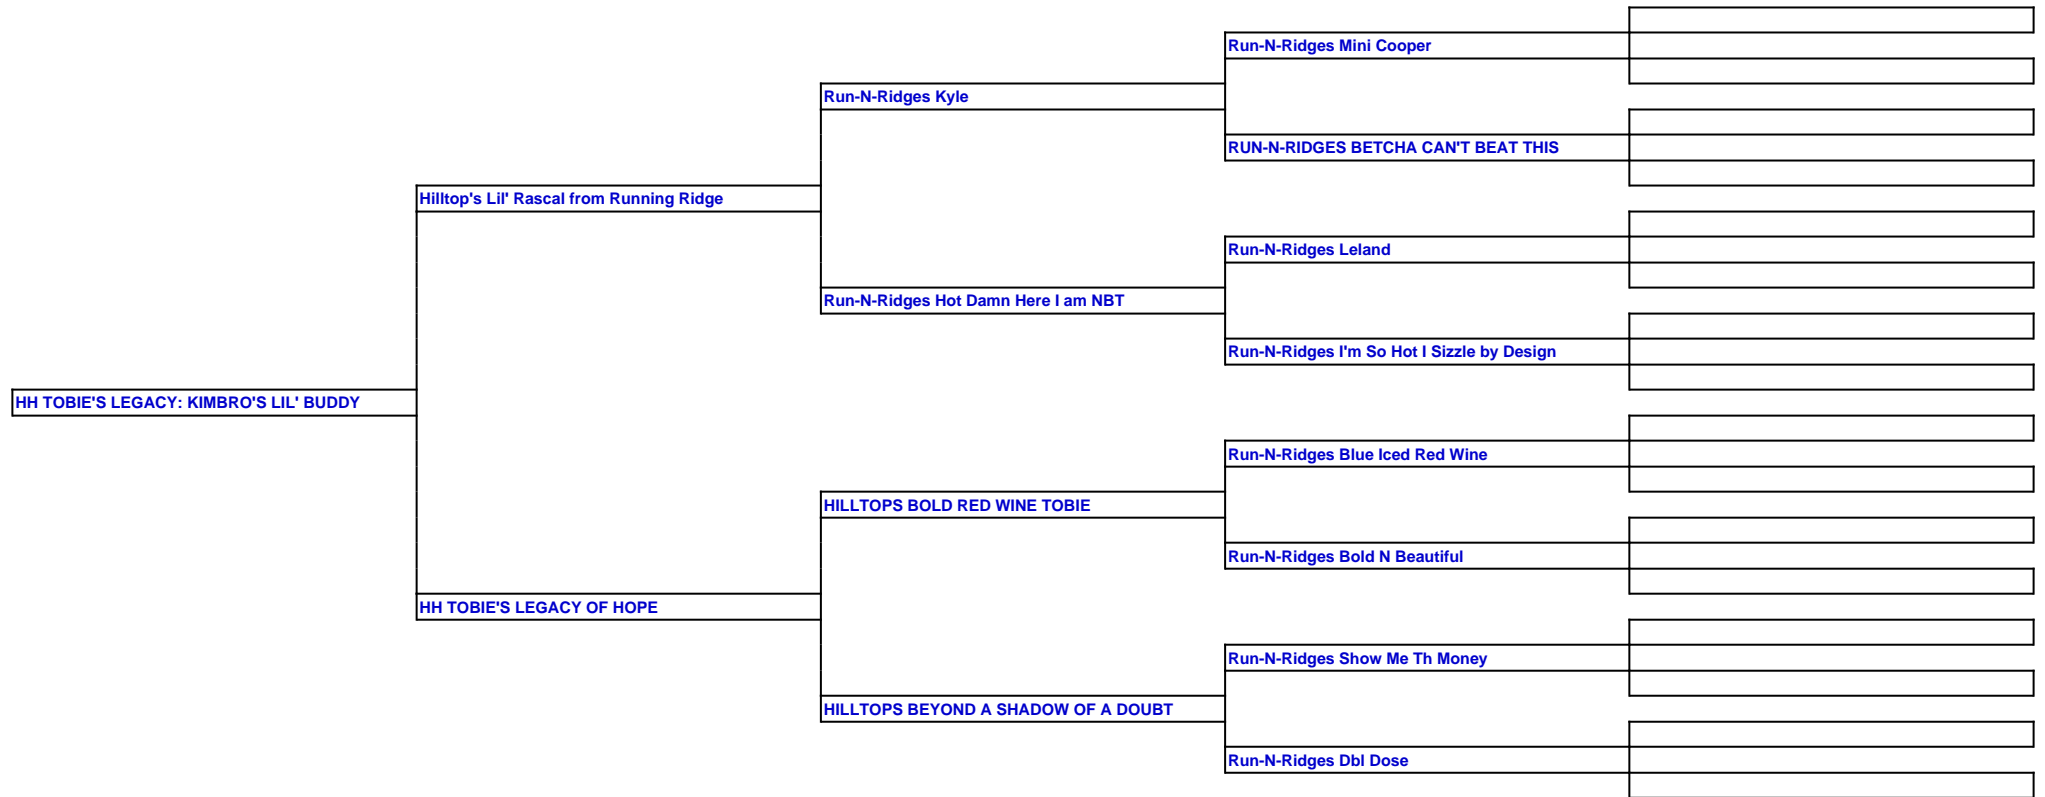 Run-N-Ridges Mini Cooper
Run-N-Ridges Kyle
RUN-N-RIDGES BETCHA CAN'T BEAT THIS
Hilltop's Lil' Rascal from Running Ridge
Run-N-Ridges Leland
Run-N-Ridges Hot Damn Here I am NBT
Run-N-Ridges I'm So Hot I Sizzle by Design
HH TOBIE'S LEGACY: KIMBRO'S LIL' BUDDY
Run-N-Ridges Blue Iced Red Wine
HILLTOPS BOLD RED WINE TOBIE
Run-N-Ridges Bold N Beautiful
HH TOBIE'S LEGACY OF HOPE
Run-N-Ridges Show Me Th Money
HILLTOPS BEYOND A SHADOW OF A DOUBT
Run-N-Ridges Dbl Dose